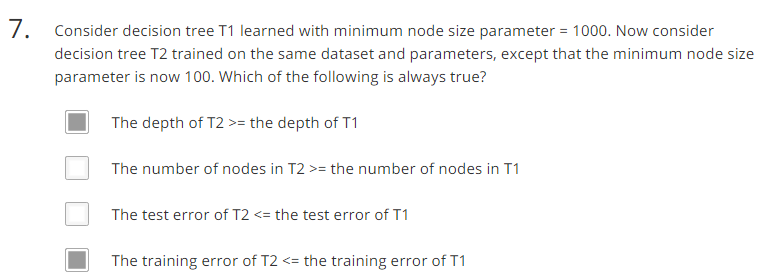 7. Consider decision tree T1 learned with minimum node size parameter = 1000. Now consider
decision tree T2 trained on the same dataset and parameters, except that the minimum node size
parameter is now 100. Which of the following is always true?
The depth of T2 >= the depth of T1
The number of nodes in T2 >= the number of nodes in T1
The test error of T2 <= the test error of T1
The training error of T2 <= the training error of T1